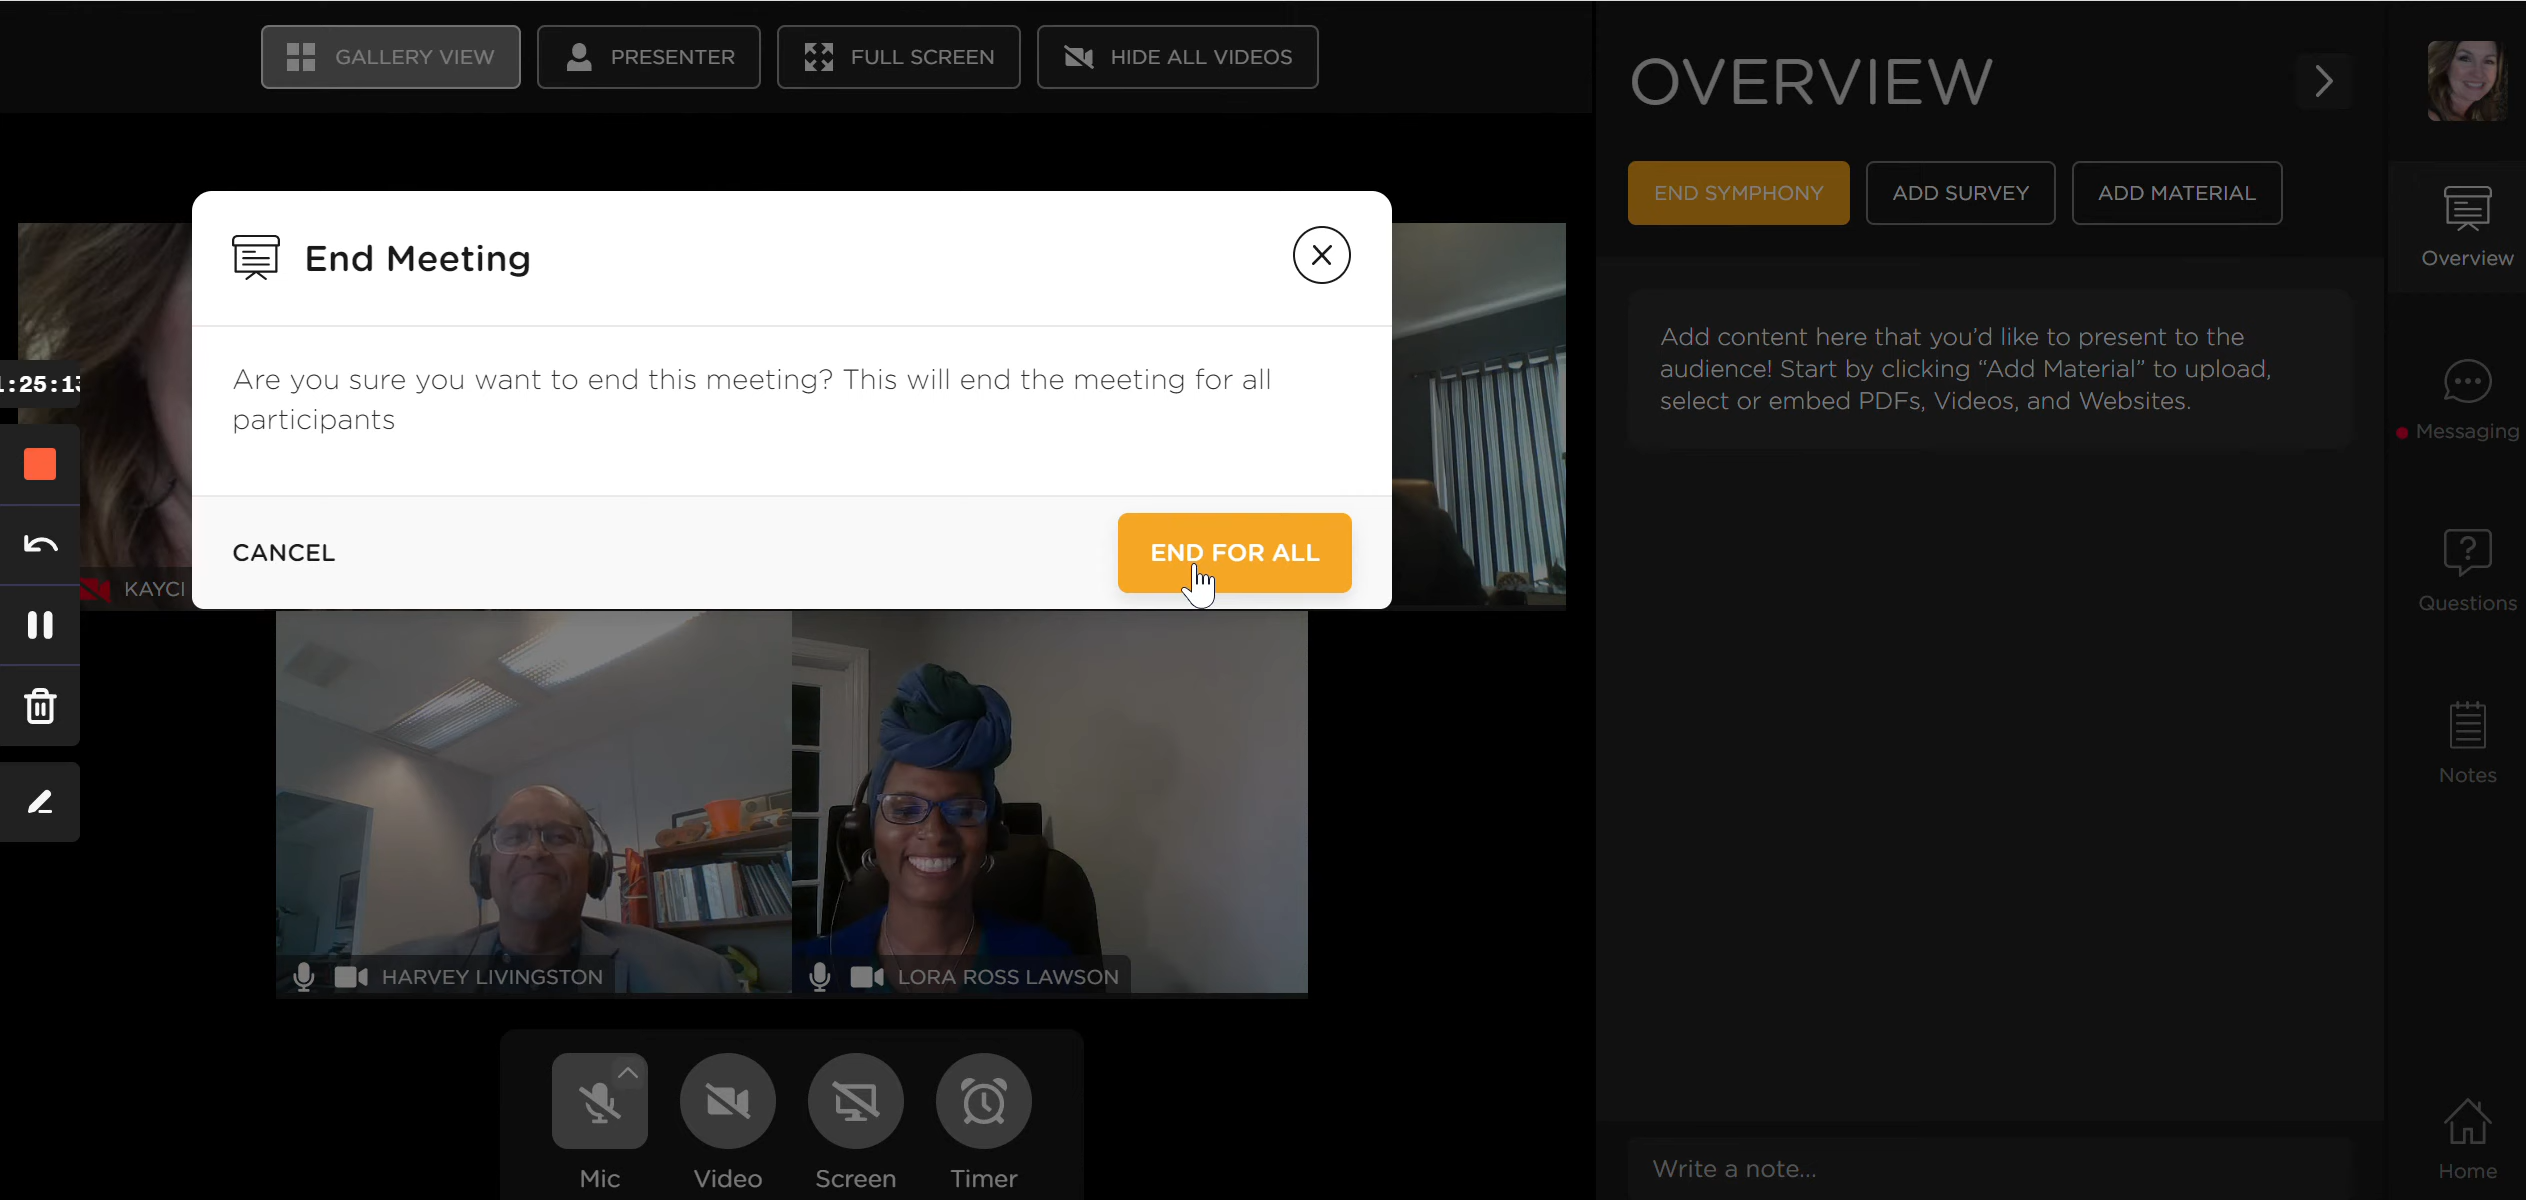 GALLERY VIEW
PRESENTER
FULL SCREEN
HIDE ALL VIDEOS
OVERVIEW
END SYMPHONY
ADD SURVEY
ADD MATERIAL
Overview
End Meeting
Are you sure you want to end this meeting? This will end the meeting for all
participants
CANCEL
END FOR ALL
Add content here that you’d like to present to the
audience! Start by clicking “Add Material” to upload,
select or embed PDFs, Videos, and Websites.
:25:13
Messaging
KAYCI
Questions
Notes
HARVEY LIVINGSTON
LORA ROSS LAWSON
Mic
Video
Screen
Timer
Write a note...
Home